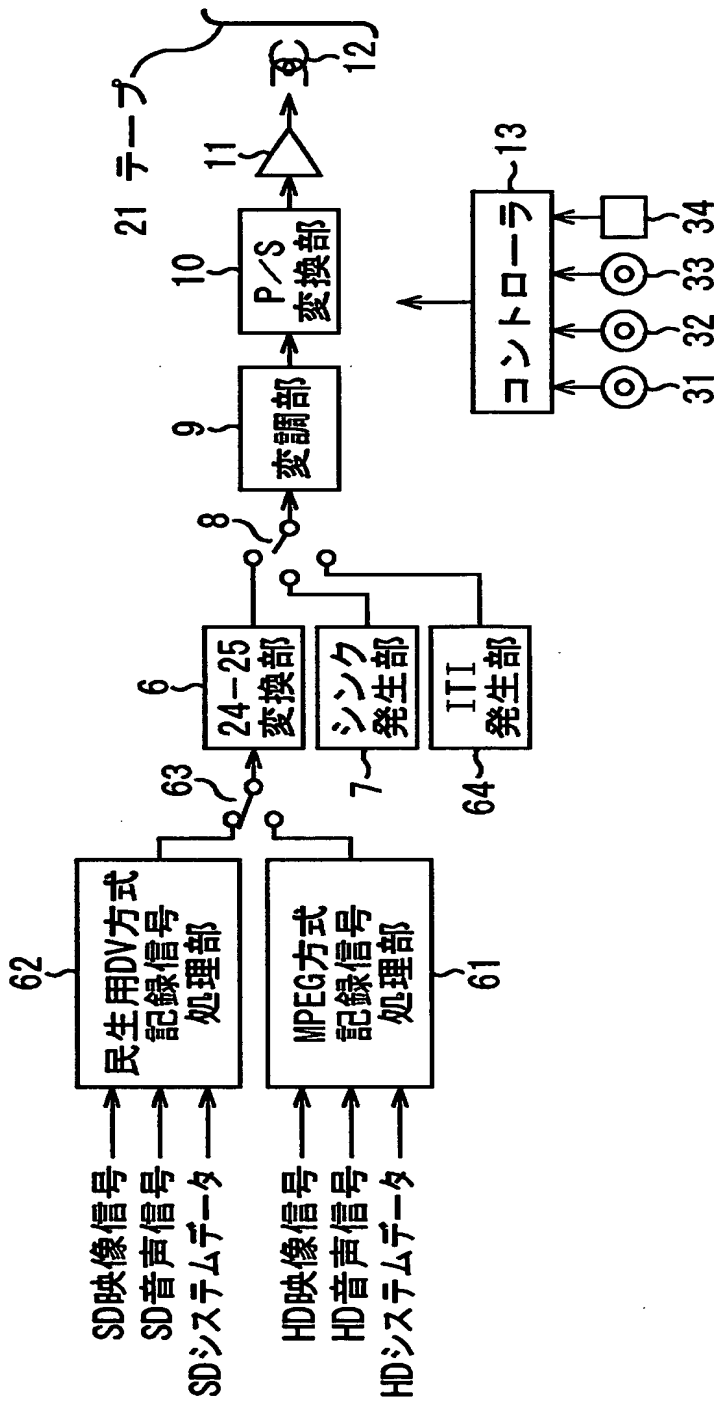 SD映像信号
SD音声信号
SDシステムデータ
62
民生用DV方式
記録信号
処理部
HD映像信号
HD音声信号
HDシステムデータ
MPEG方式
記録信号
処理部
61
63
6
24-25
変換部
シンク
発生部
7
ITI
発生部
64
8
9
変調部
10
P/S
変換部
11
12
21 テープ
13
コントローラ
31
32
33
34